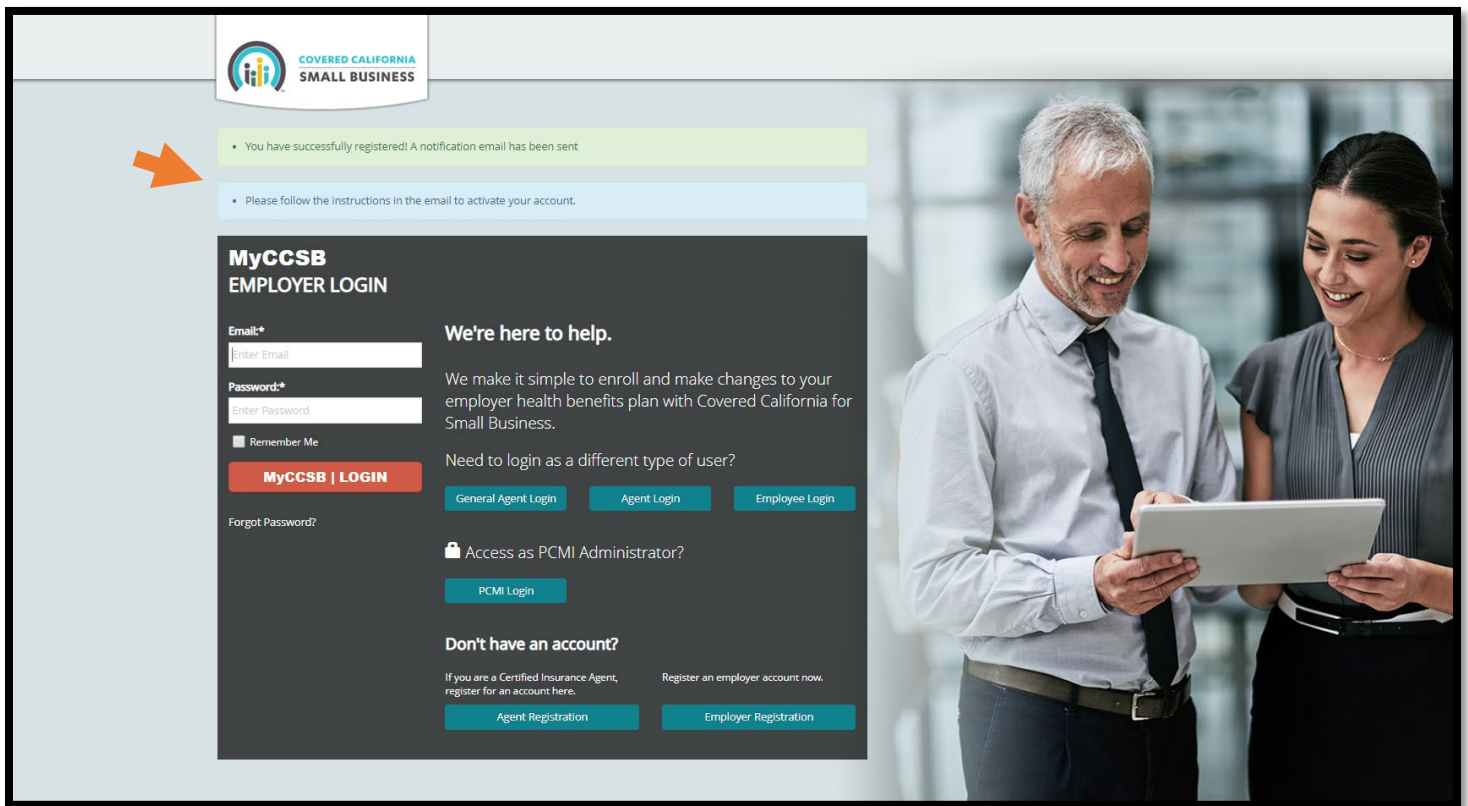 COVERED CALIFORNIA
SMALL BUSINESS
• You have successfully registered! A notification email has been sent
• Please follow the instructions in the email to activate your account.
MyCCSB
EMPLOYER LOGIN
Email:*
Enter Email
Password:*
Enter Password
Remember Me
MyCCSB | LOGIN
Forgot Password?
We're here to help.
We make it simple to enroll and make changes to your
employer health benefits plan with Covered California for
Small Business.
Need to login as a different type of user?
General Agent Login
Agent Login
Employee Login
Access as PCMI Administrator?
PCMI Login
Don't have an account?
If you are a Certified Insurance Agent,
register for an account here.
Agent Registration
Register an employer account now.
Employer Registration